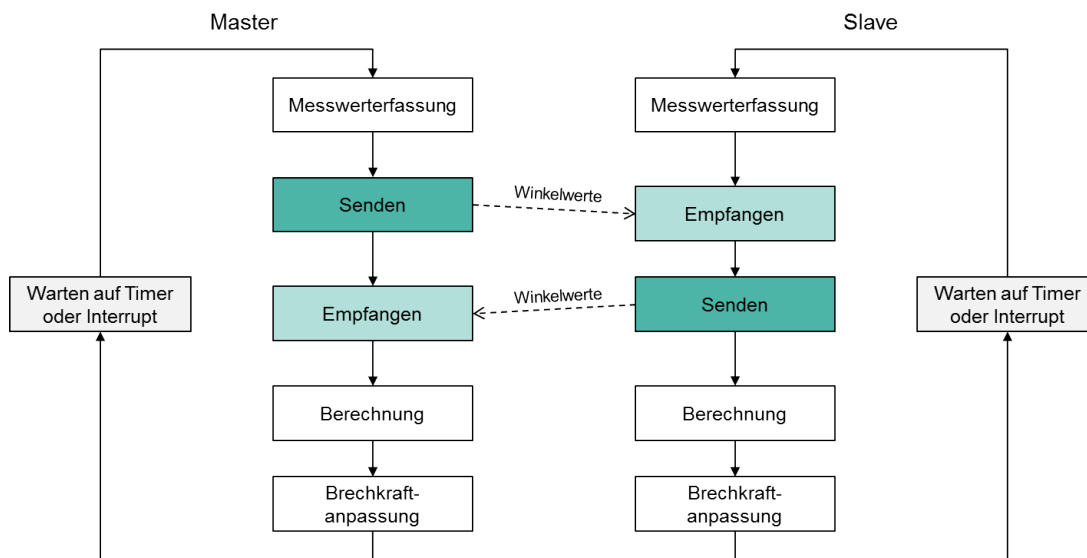 Master
Slave
Messwerterfassung
Messwerterfassung
Senden
Winkelwerte
Empfangen
Warten auf Timer
oder Interrupt
Empfangen
Winkelwerte
Senden
Warten auf Timer
oder Interrupt
Berechnung
Berechnung
Brechkraft-
anpassung
Brechkraft-
anpassung